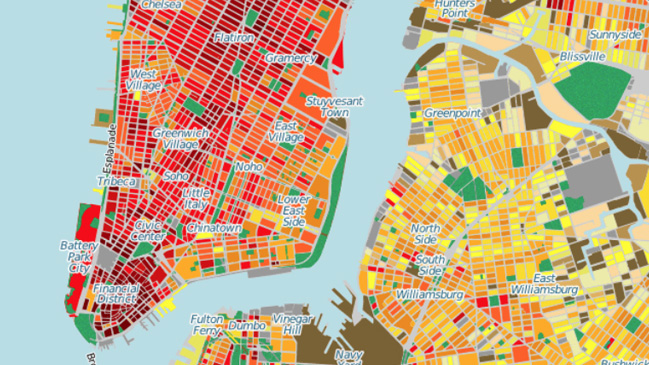 Chelsea
Hunters
Point
Flatiron
Sunnyside
Gramercy
Blissville
West
Village
Stuyvesant
Town
Greenpoint
Esplanade
Greenwich
Village
East
Village
Noho
Tribeca
Soho
Little
Italy
Lower
East
Side
Civic
Center
Chinatown
North
Side
Battery
Park
City
South
Side
Financial
District
Williamsburg
East
Williamsburg
Fulton
Ferry
Dumbo
Vinegar
Hill
Navy
Bushwick